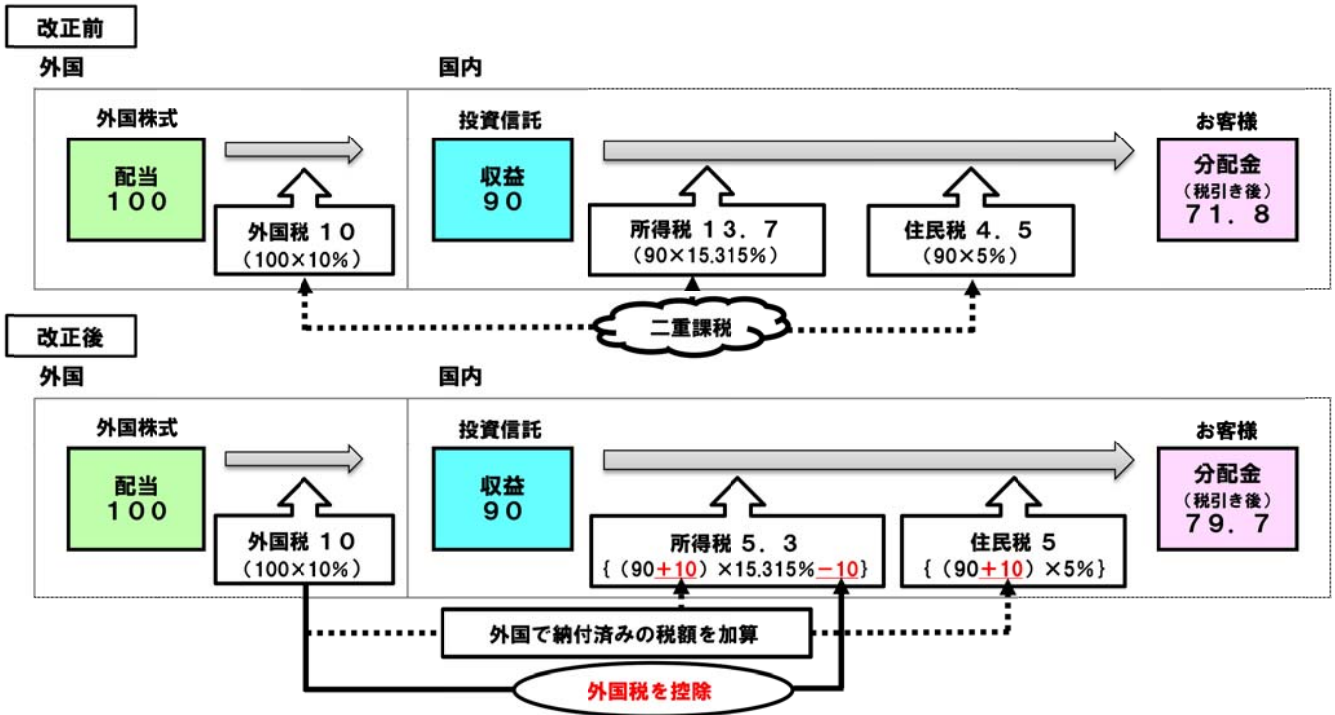 改正前
外国
国内
外国株式
投資信託
お客様
配当
１００
収益
９０
分配金
（税引き後）
７１．８
外国税 １０
（100×10%）
所得税 １３．７
（90×15.315%）
住民税 ４．５
（90×5%）
二重課税
改正後
外国
国内
外国株式
投資信託
お客様
配当
１００
収益
９０
分配金
（税引き後）
７９．７
外国税 １０
（100×10%）
所得税 ５．３
{（90+10）×15.315%－10}
住民税 ５
{（90+10）×5%}
外国で納付済みの税額を加算
外国税を控除